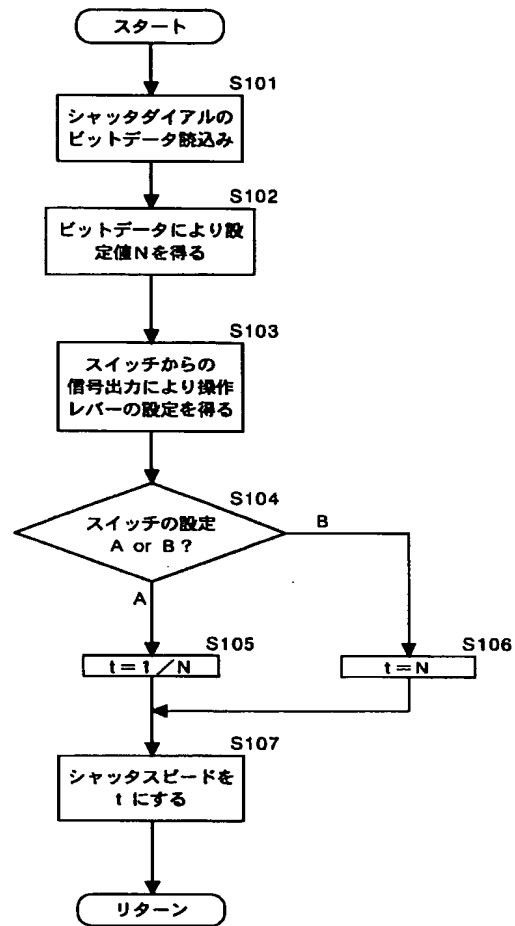 スタート
S101
シャッタダイアルの
ビットデータ読込み
S102
ビットデータにより設
定値Nを得る
S103
スイッチからの
信号出力により操作
レバーの設定を得る
S104
スイッチの設定
A or B?
B
A
S105
t=1/N
S106
t=N
S107
シャッタスピードを
tにする
リターン